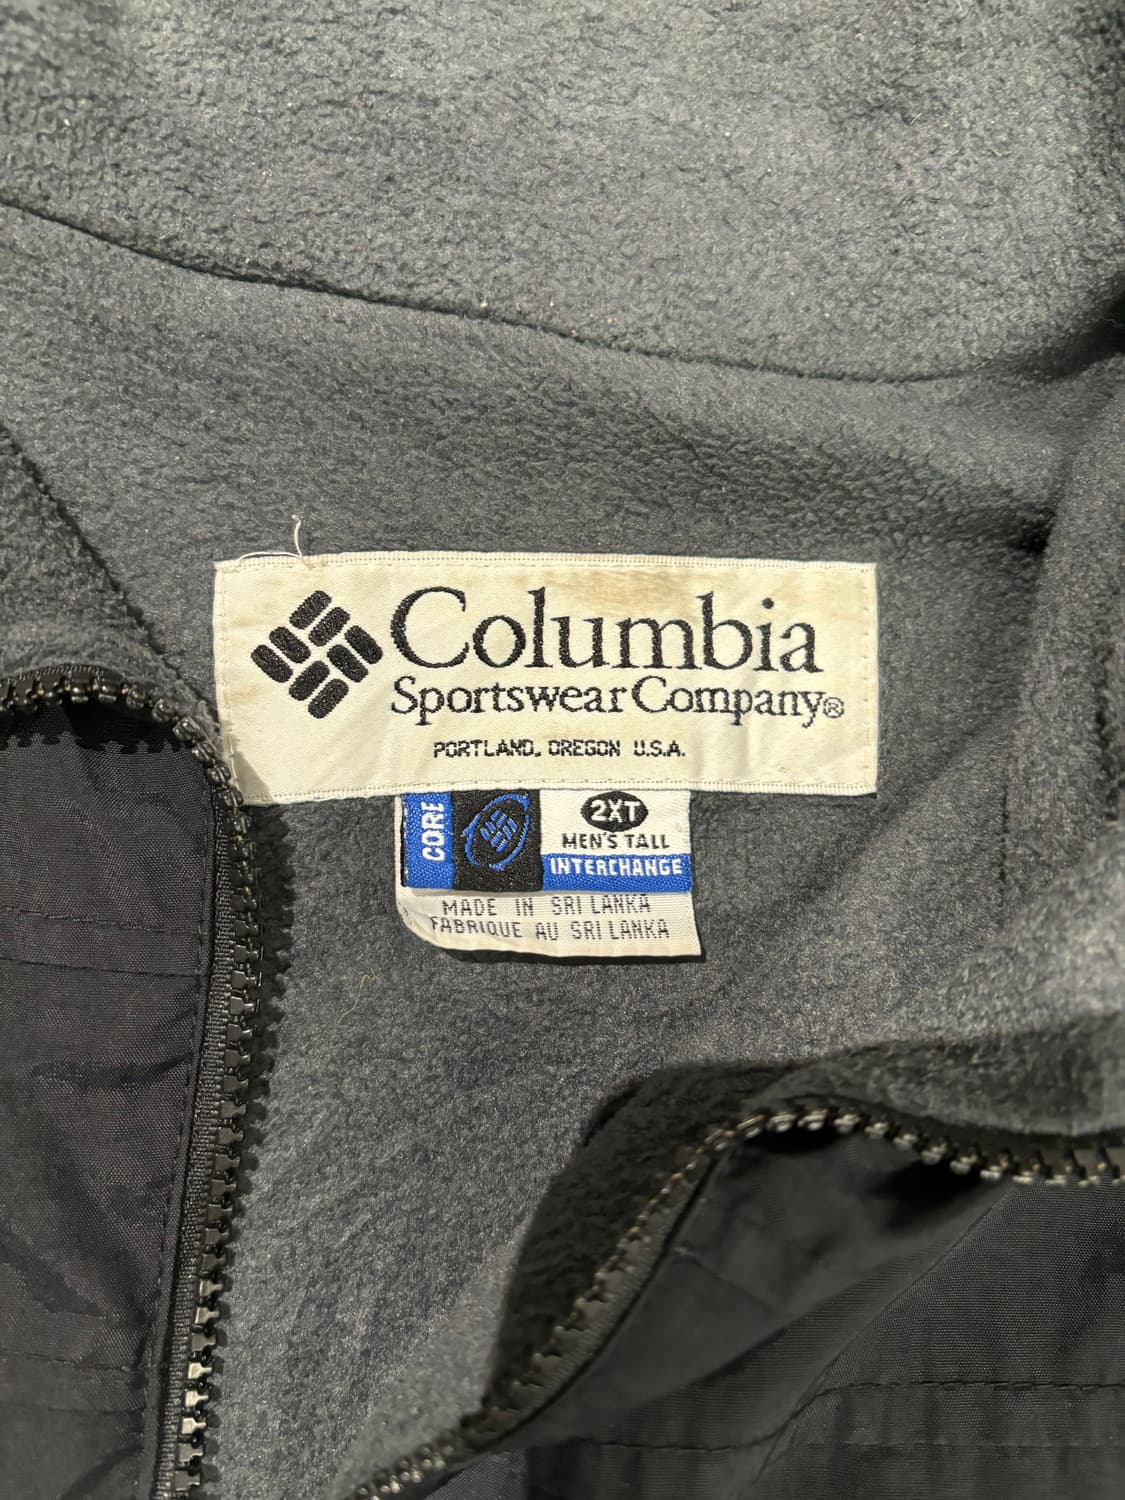 Columbia
Sportswear Company®
PORTLAND, OREGON U.S.A.
CORE
2XT
MEN'S TALL
INTERCHANGE
MADE IN SRI LANKA
FABRIQUE AU SRI LANKA